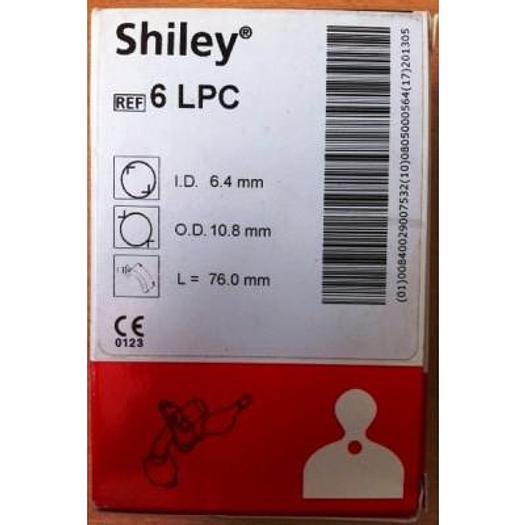 Shiley®
REF 6 LPC
I.D. 6.4 mm
O.D. 10.8 mm
L = 76.0 mm
CE
0123
(01)00840029007532(10)0805000564(17)201305